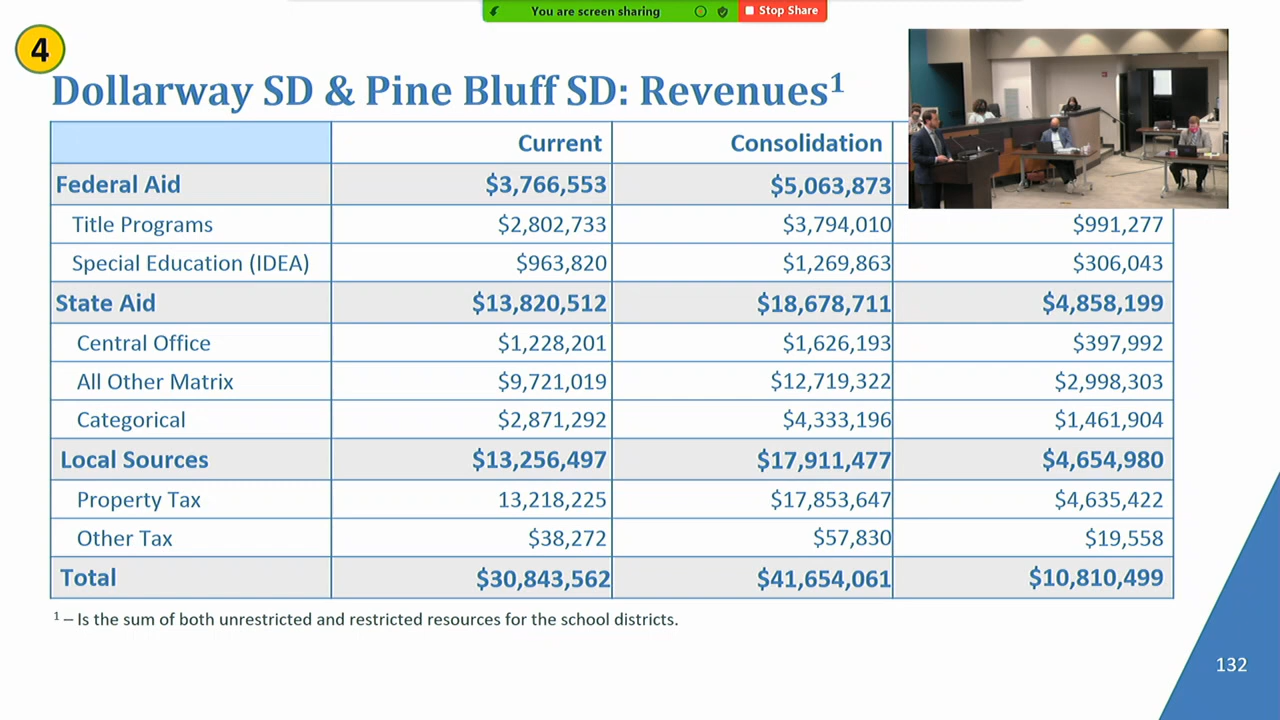 You are screen sharing Stop Share
4
Dollarway SD & Pine Bluff SD: Revenues¹
Current Consolidation
Federal Aid $3,766,553 $5,063,873
Title Programs $2,802,733 $3,794,010 $991,277
Special Education (IDEA) $963,820 $1,269,863 $306,043
State Aid $13,820,512 $18,678,711 $4,858,199
Central Office $1,228,201 $1,626,193 $397,992
All Other Matrix $9,721,019 $12,719,322 $2,998,303
Categorical $2,871,292 $4,333,196 $1,461,904
Local Sources $13,256,497 $17,911,477 $4,654,980
Property Tax 13,218,225 $17,853,647 $4,635,422
Other Tax $38,272 $57,830 $19,558
Total $30,843,562 $41,654,061 $10,810,499
¹ – Is the sum of both unrestricted and restricted resources for the school districts.
132